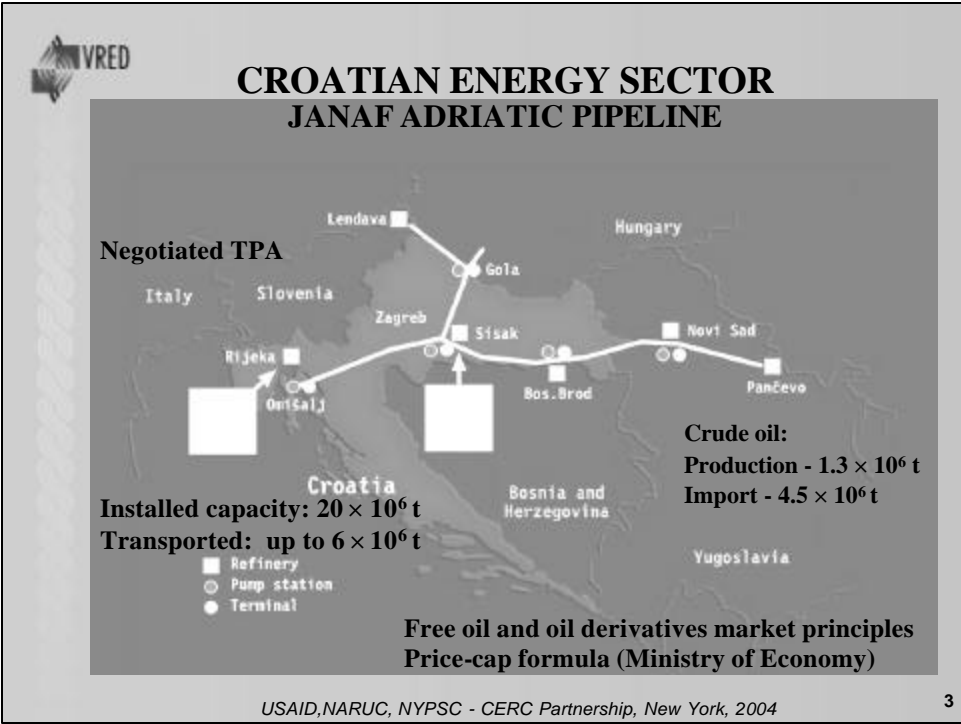 VRED
CROATIAN ENERGY SECTOR
JANAF ADRIATIC PIPELINE
Lendava
Hungary
Negotiated TPA
Gola
Italy
Slovenia
Zagreb
Sisak
Novi Sad
Rijeka
Omišalj
Bos.Brod
Pančevo
Crude oil:
Production - 1.3 × 10⁶ t
Import - 4.5 × 10⁶ t
Croatia
Bosnia and
Herzegovina
Installed capacity: 20 × 10⁶ t
Transported: up to 6 × 10⁶ t
Yugoslavia
Refinery
Pump station
Terminal
Free oil and oil derivatives market principles
Price-cap formula (Ministry of Economy)
USAID,NARUC, NYPSC - CERC Partnership, New York, 2004
3